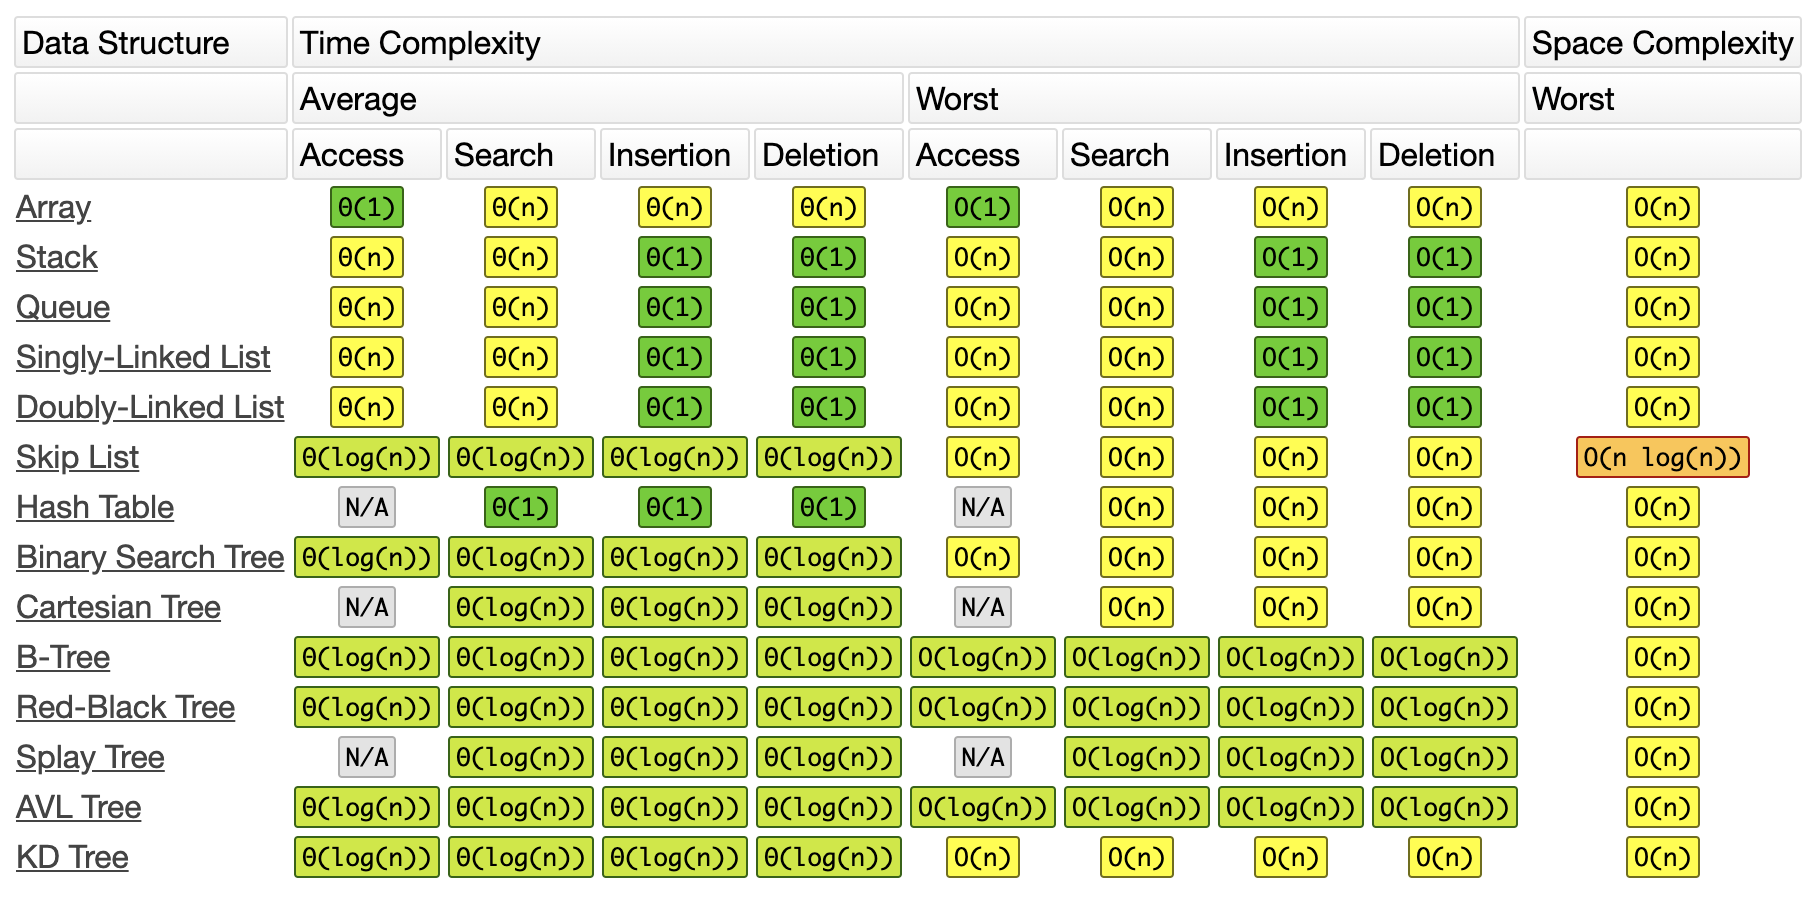 Data Structure Time Complexity Space Complexity
Average Worst Worst
Access Search Insertion Deletion Access Search Insertion Deletion
Array Θ(1) Θ(n) Θ(n) Θ(n) O(1) O(n) O(n) O(n) O(n)
Stack Θ(n) Θ(n) Θ(1) Θ(1) O(n) O(n) O(1) O(1) O(n)
Queue Θ(n) Θ(n) Θ(1) Θ(1) O(n) O(n) O(1) O(1) O(n)
Singly-Linked List Θ(n) Θ(n) Θ(1) Θ(1) O(n) O(n) O(1) O(1) O(n)
Doubly-Linked List Θ(n) Θ(n) Θ(1) Θ(1) O(n) O(n) O(1) O(1) O(n)
Skip List Θ(log(n)) Θ(log(n)) Θ(log(n)) Θ(log(n)) O(n) O(n) O(n) O(n) O(n log(n))
Hash Table N/A Θ(1) Θ(1) Θ(1) N/A O(n) O(n) O(n) O(n)
Binary Search Tree Θ(log(n)) Θ(log(n)) Θ(log(n)) Θ(log(n)) O(n) O(n) O(n) O(n) O(n)
Cartesian Tree N/A Θ(log(n)) Θ(log(n)) Θ(log(n)) N/A O(n) O(n) O(n) O(n)
B-Tree Θ(log(n)) Θ(log(n)) Θ(log(n)) Θ(log(n)) O(log(n)) O(log(n)) O(log(n)) O(log(n)) O(n)
Red-Black Tree Θ(log(n)) Θ(log(n)) Θ(log(n)) Θ(log(n)) O(log(n)) O(log(n)) O(log(n)) O(log(n)) O(n)
Splay Tree N/A Θ(log(n)) Θ(log(n)) Θ(log(n)) N/A O(log(n)) O(log(n)) O(log(n)) O(n)
AVL Tree Θ(log(n)) Θ(log(n)) Θ(log(n)) Θ(log(n)) O(log(n)) O(log(n)) O(log(n)) O(log(n)) O(n)
KD Tree Θ(log(n)) Θ(log(n)) Θ(log(n)) Θ(log(n)) O(n) O(n) O(n) O(n) O(n)